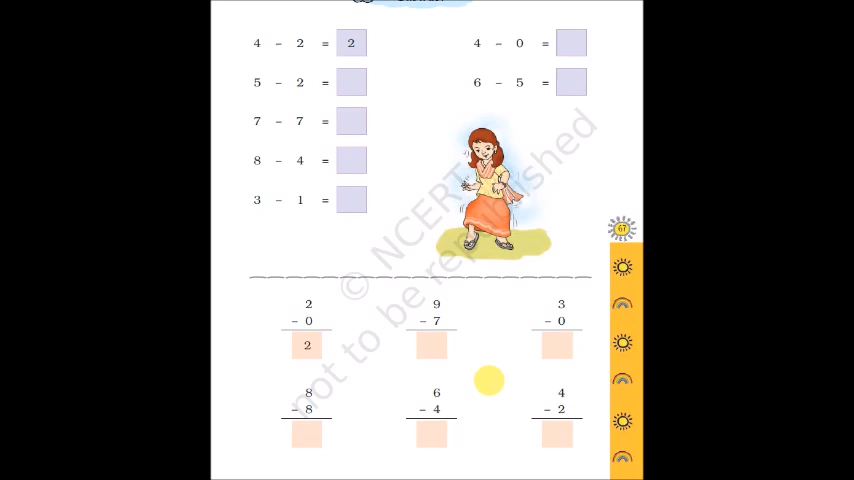 4 - 2 = 2
5 - 2 =
7 - 7 =
8 - 4 =
3 - 1 =
4 - 0 =
6 - 5 =
© NCERT
not to be republished
67
2
- 0
2
9
- 7
3
- 0
8
- 8
6
- 4
4
- 2